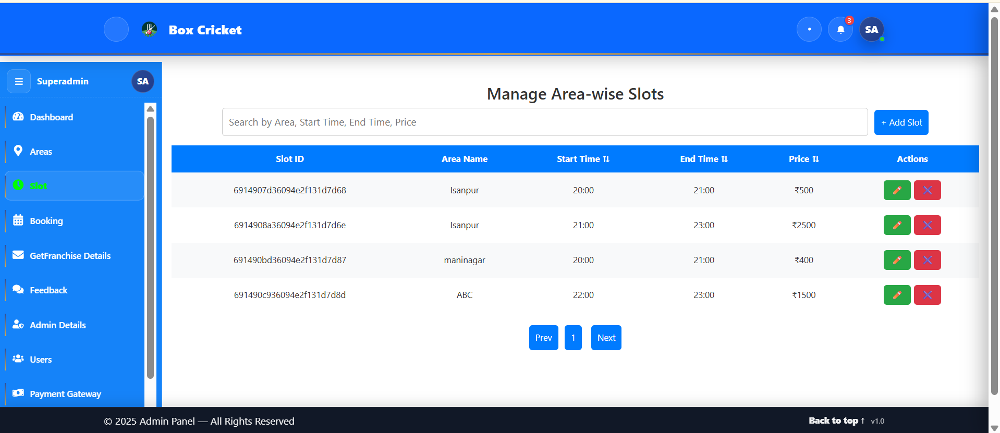 Box Cricket
3
SA
Superadmin
SA
Dashboard
Areas
Slot
Booking
GetFranchise Details
Feedback
Admin Details
Users
Payment Gateway
Manage Area-wise Slots
Search by Area, Start Time, End Time, Price
+ Add Slot
Slot ID Area Name Start Time ⇅ End Time ⇅ Price ⇅ Actions
6914907d36094e2f131d7d68 Isanpur 20:00 21:00 ₹500
6914908a36094e2f131d7d6e Isanpur 21:00 23:00 ₹2500
691490bd36094e2f131d7d87 maninagar 20:00 21:00 ₹400
691490c936094e2f131d7d8d ABC 22:00 23:00 ₹1500
Prev 1 Next
© 2025 Admin Panel — All Rights Reserved
Back to top ↑ v1.0